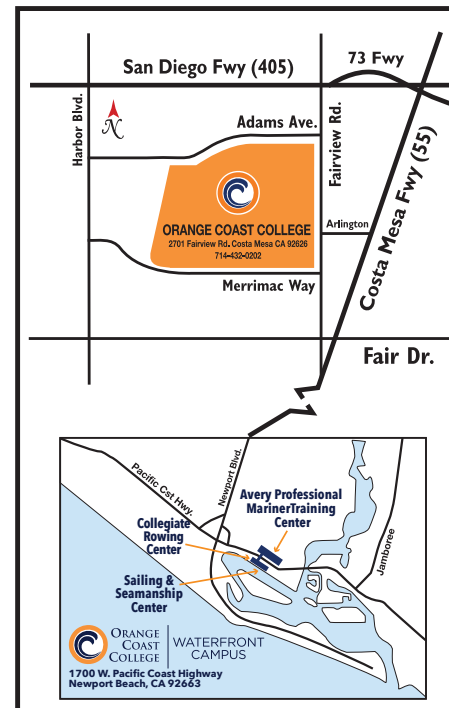 San Diego Fwy (405)
73 Fwy
Harbor Blvd.
N
Adams Ave.
Fairview Rd.
Costa Mesa Fwy (55)
ORANGE COAST COLLEGE
2701 Fairview Rd. Costa Mesa CA 92626
714-432-0202
Arlington
Merrimac Way
Fair Dr.
Pacific Cst Hwy.
Newport Blvd.
Avery Professional
MarinerTraining
Center
Collegiate
Rowing
Center
Jamboree
Sailing &
Seamanship
Center
ORANGE
COAST
COLLEGE
WATERFRONT
CAMPUS
1700 W. Pacific Coast Highway
Newport Beach, CA 92663